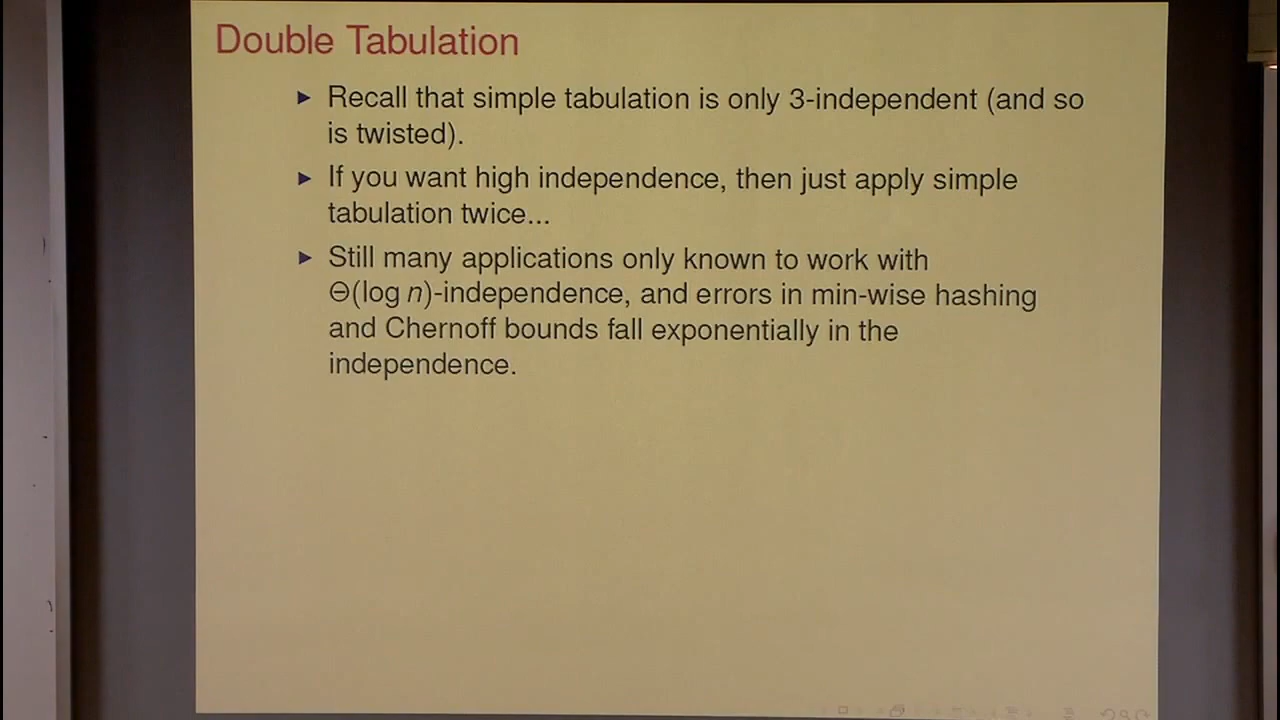 Double Tabulation
▶ Recall that simple tabulation is only 3-independent (and so
is twisted).
▶ If you want high independence, then just apply simple
tabulation twice...
▶ Still many applications only known to work with
Θ(log n)-independence, and errors in min-wise hashing
and Chernoff bounds fall exponentially in the
independence.